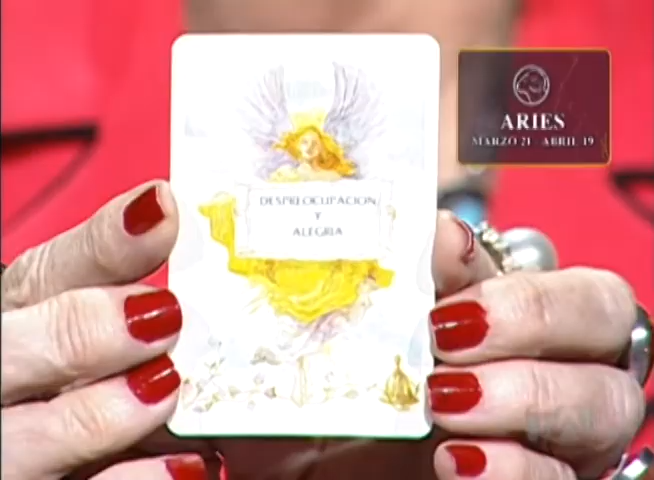 DESPREOCUPACION
Y
ALEGRIA
ARIES
MARZO 21 - ABRIL 19